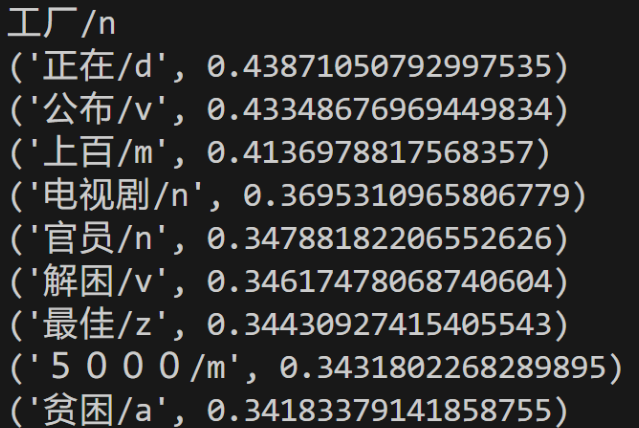 工厂/n
('正在/d', 0.43871050792997535)
('公布/v', 0.43348676969449834)
('上百/m', 0.4136978817568357)
('电视剧/n', 0.3695310965806779)
('官员/n', 0.34788182206552626)
('解困/v', 0.34617478068740604)
('最佳/z', 0.34430927415405543)
('５０００/m', 0.3431802268289895)
('贫困/a', 0.34183379141858755)